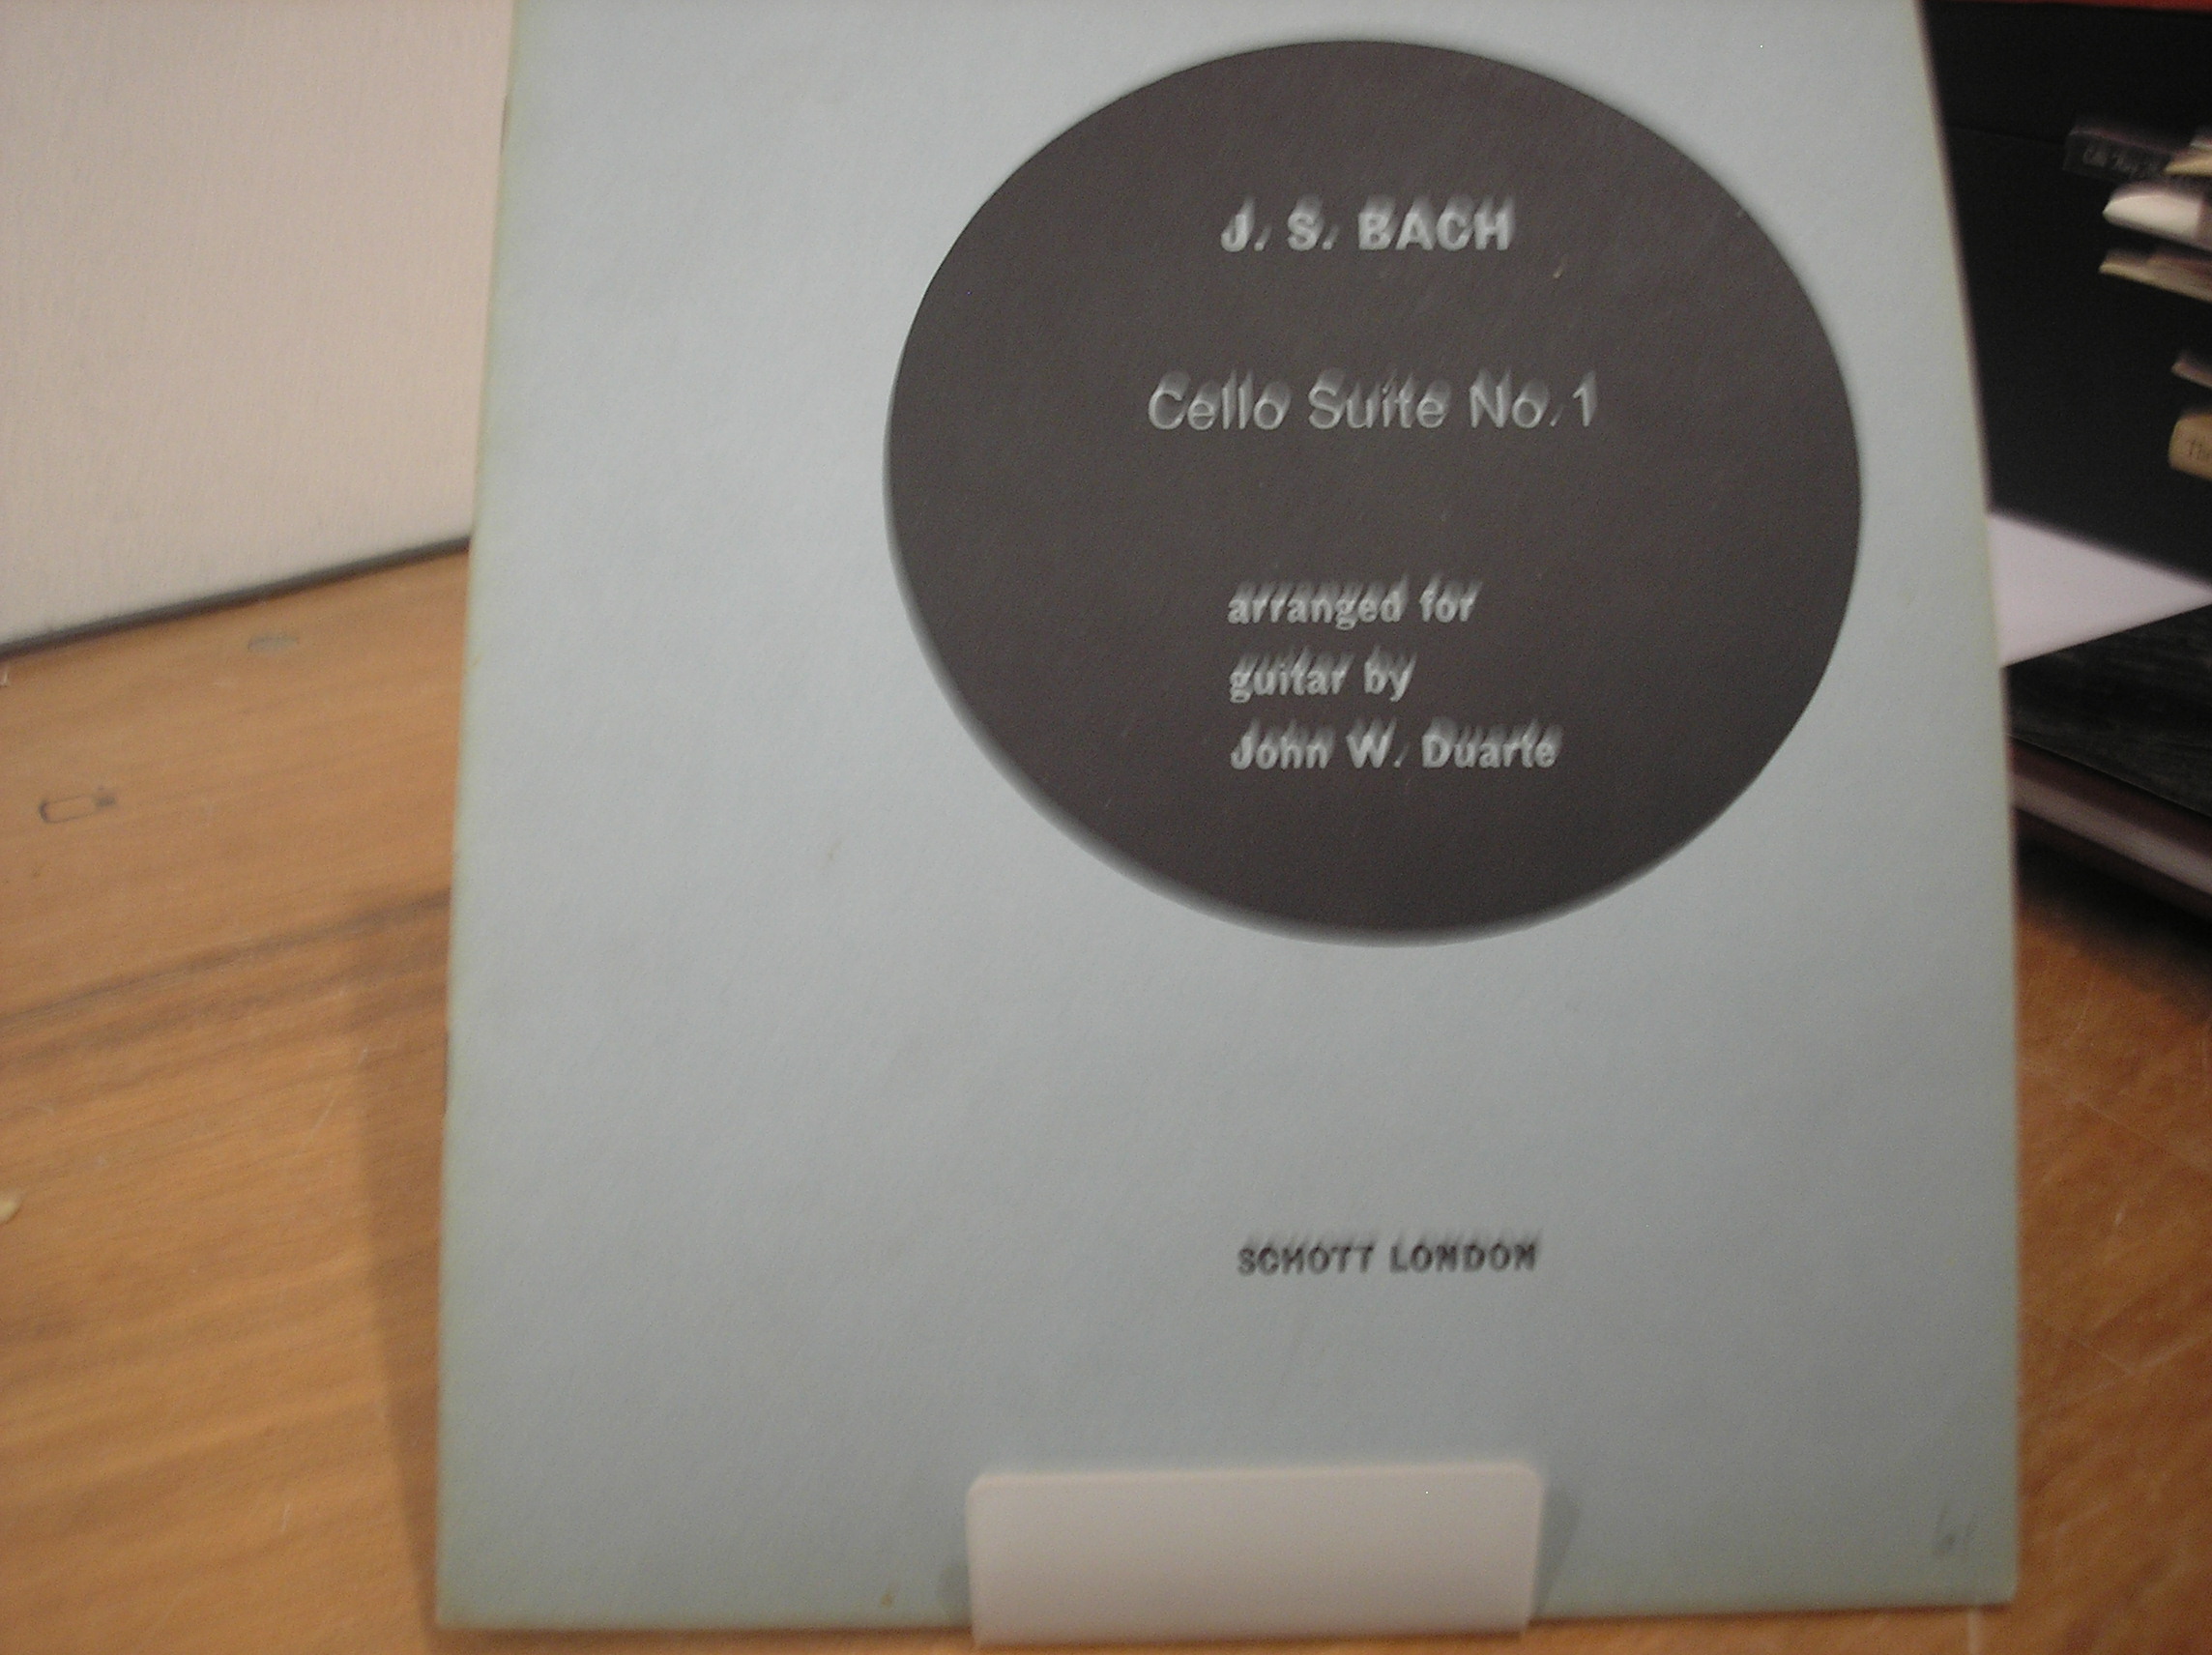 J. S. BACH
Cello Suite No. 1
arranged for
guitar by
John W. Duarte
SCHOTT LONDON